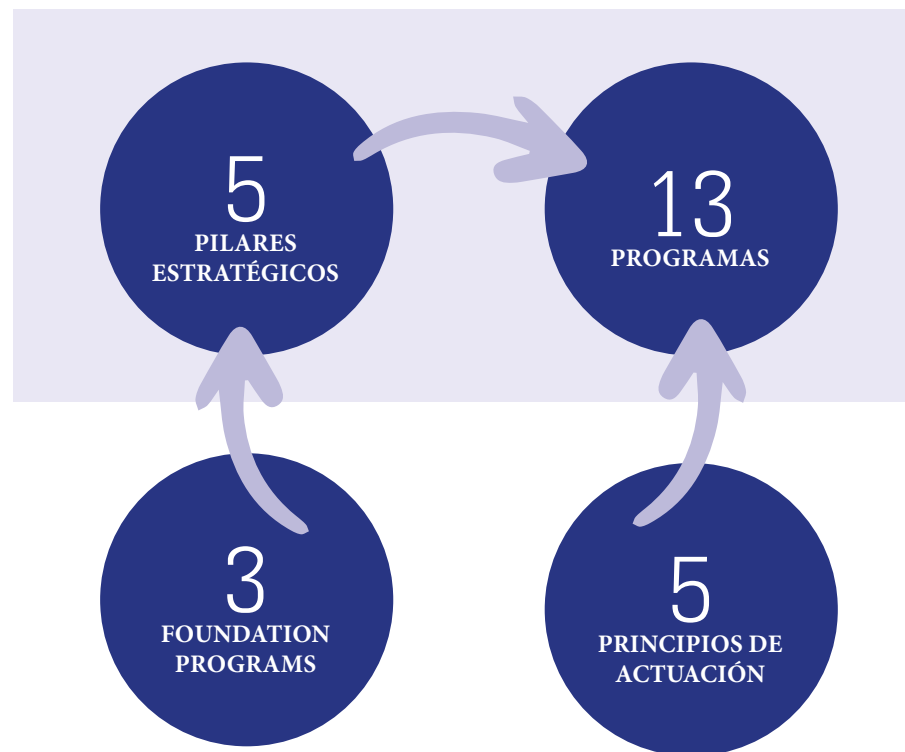 5
PILARES
ESTRATÉGICOS
13
PROGRAMAS
3
FOUNDATION
PROGRAMS
5
PRINCIPIOS DE
ACTUACIÓN